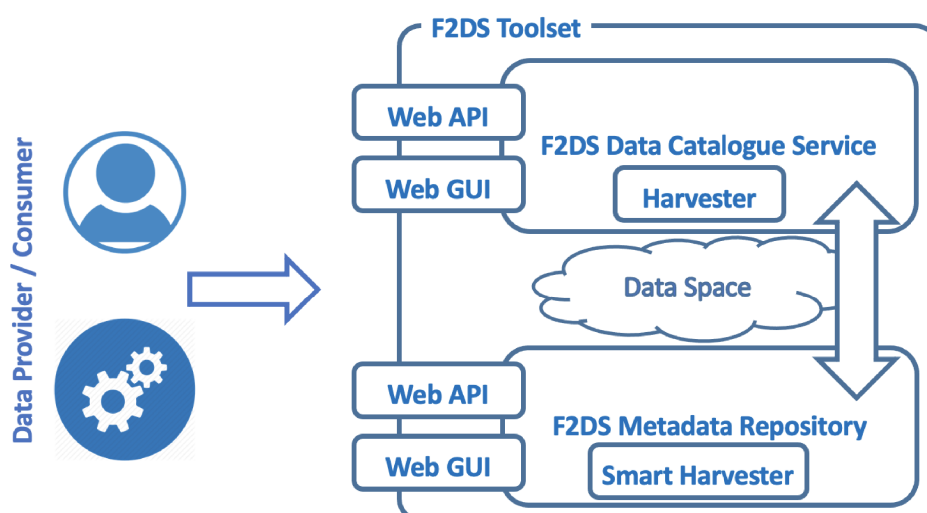 Data Provider / Consumer
F2DS Toolset
Web API
Web GUI
F2DS Data Catalogue Service
Harvester
Data Space
Web API
Web GUI
F2DS Metadata Repository
Smart Harvester